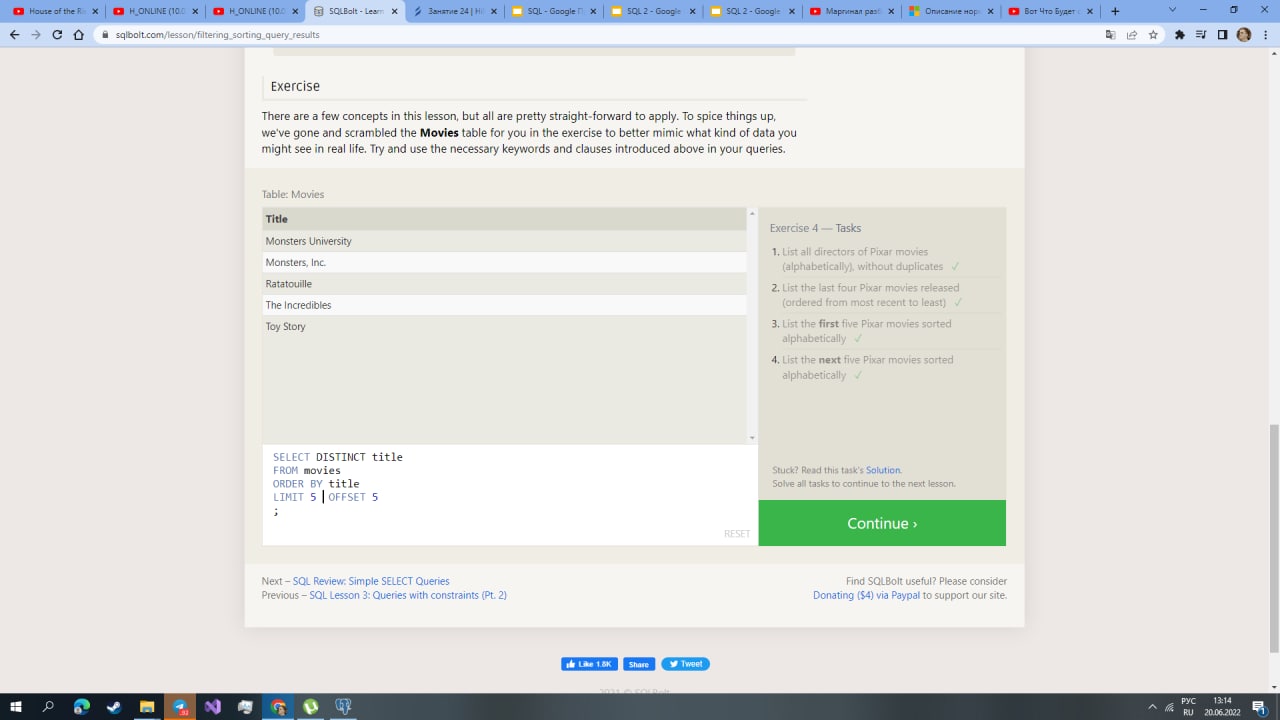 H_ONLINE (10.0
H_ONLINE (10.0
SQLBolt - Learn
Занятие 24 | Hi
SQL - Google П
SQL 2 - Google
SQL 2 - Google
Описание норм
Вот Что Будет с
sqlbolt.com/lesson/filtering_sorting_query_results
Exercise
There are a few concepts in this lesson, but all are pretty straight-forward to apply. To spice things up,
we've gone and scrambled the Movies table for you in the exercise to better mimic what kind of data you
might see in real life. Try and use the necessary keywords and clauses introduced above in your queries.
Table: Movies
Title
Monsters University
Monsters, Inc.
Ratatouille
The Incredibles
Toy Story
SELECT DISTINCT title
FROM movies
ORDER BY title
LIMIT 5 OFFSET 5
;
RESET
Exercise 4 — Tasks
1. List all directors of Pixar movies
(alphabetically), without duplicates ✓
2. List the last four Pixar movies released
(ordered from most recent to least) ✓
3. List the first five Pixar movies sorted
alphabetically ✓
4. List the next five Pixar movies sorted
alphabetically ✓
Stuck? Read this task's Solution.
Solve all tasks to continue to the next lesson.
Continue ›
Next – SQL Review: Simple SELECT Queries
Previous – SQL Lesson 3: Queries with constraints (Pt. 2)
Find SQLBolt useful? Please consider
Donating ($4) via Paypal to support our site.
Like 1.8K
Share
Tweet
2021 © SQLBolt
РУС
RU
13:14
20.06.2022